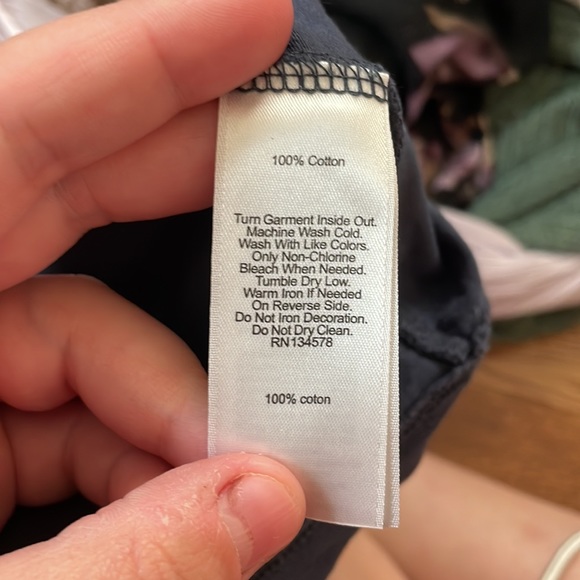 100% Cotton
Turn Garment Inside Out.
Machine Wash Cold.
Wash With Like Colors.
Only Non-Chlorine
Bleach When Needed.
Tumble Dry Low.
Warm Iron If Needed
On Reverse Side.
Do Not Iron Decoration.
Do Not Dry Clean.
RN134578
100% coton